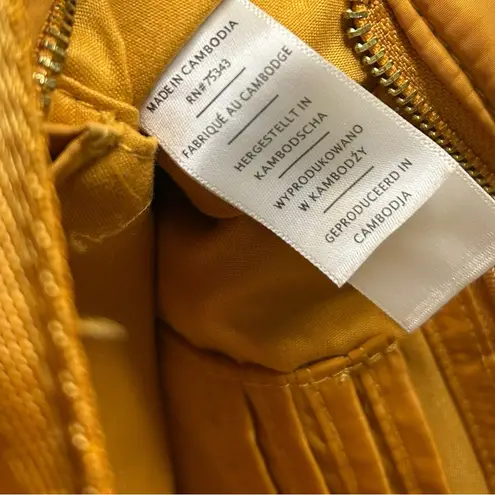 MADE IN CAMBODIA
RN#75343
FABRIQUÉ AU CAMBODGE
HERGESTELLT IN
KAMBODSCHA
WYPRODUKOWANO
W KAMBODŻY
GEPRODUCEERD IN
CAMBODJA